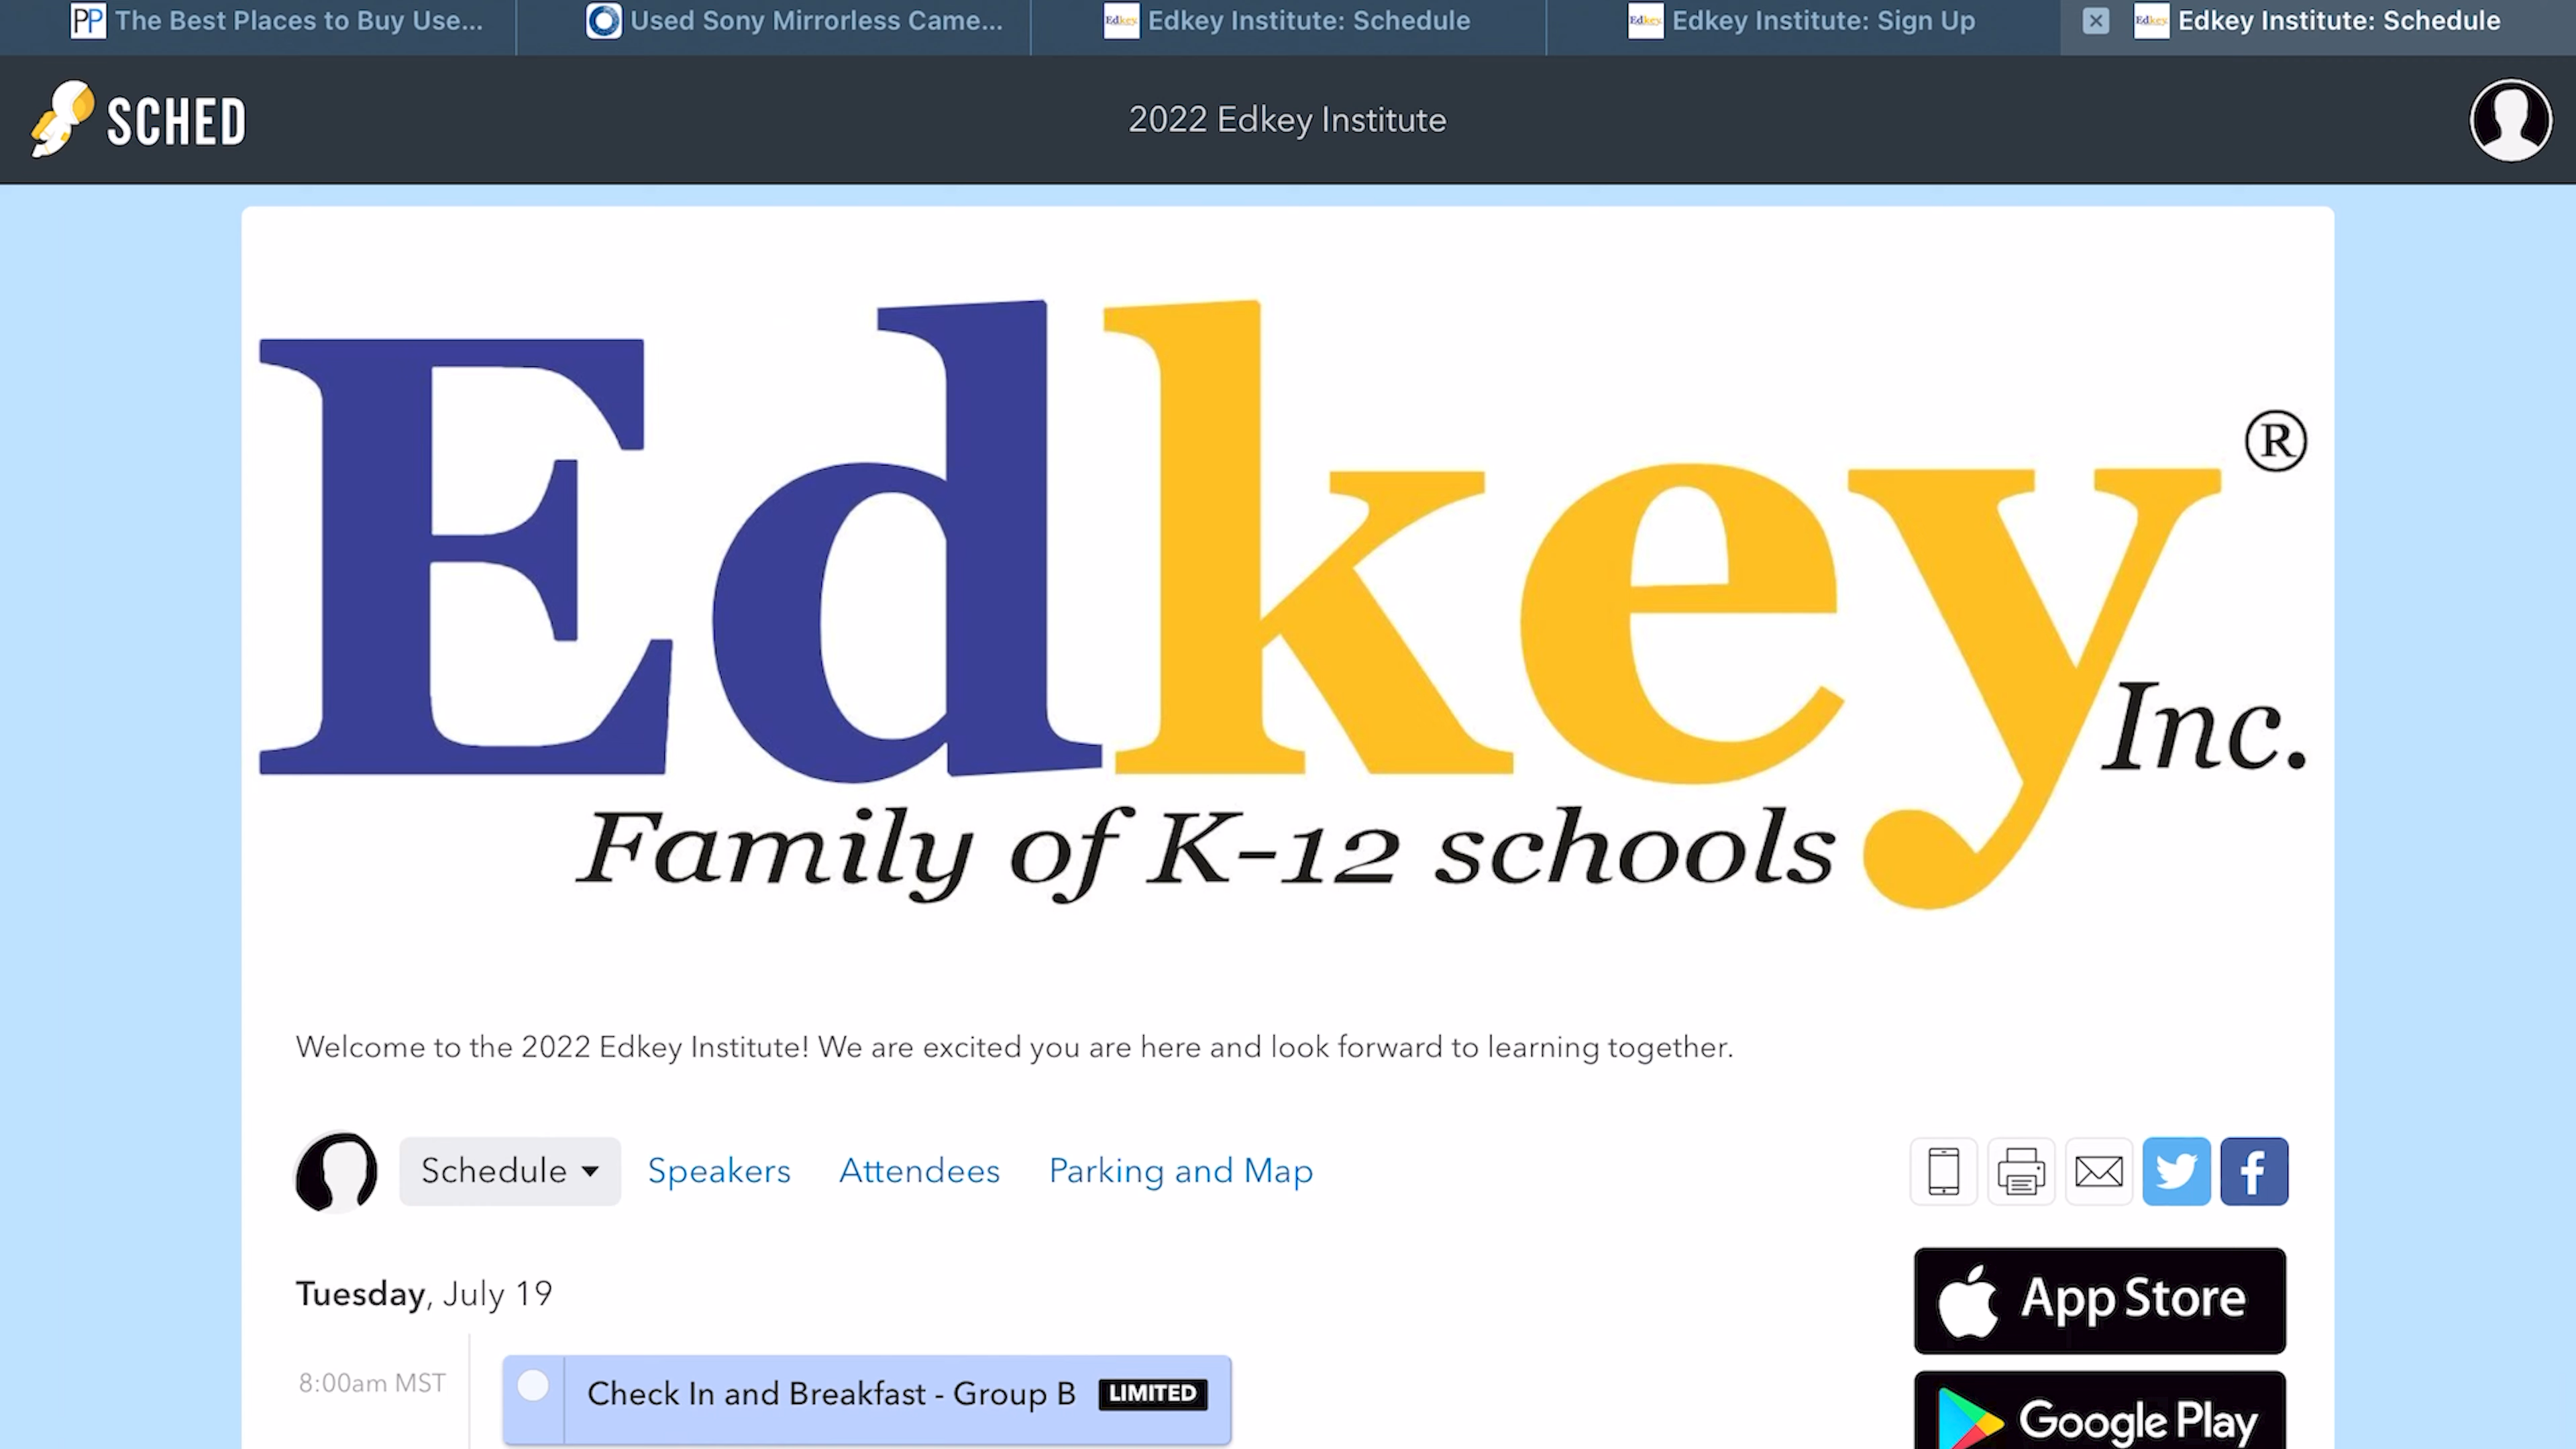 The Best Places to Buy Use...
Used Sony Mirrorless Came...
Edkey Institute: Schedule
Edkey Institute: Sign Up
Edkey Institute: Schedule
SCHED
2022 Edkey Institute
Edkey ®
Inc.
Family of K-12 schools
Welcome to the 2022 Edkey Institute! We are excited you are here and look forward to learning together.
Schedule
Speakers
Attendees
Parking and Map
Tuesday, July 19
App Store
8:00am MST
Check In and Breakfast - Group B LIMITED
Google Play